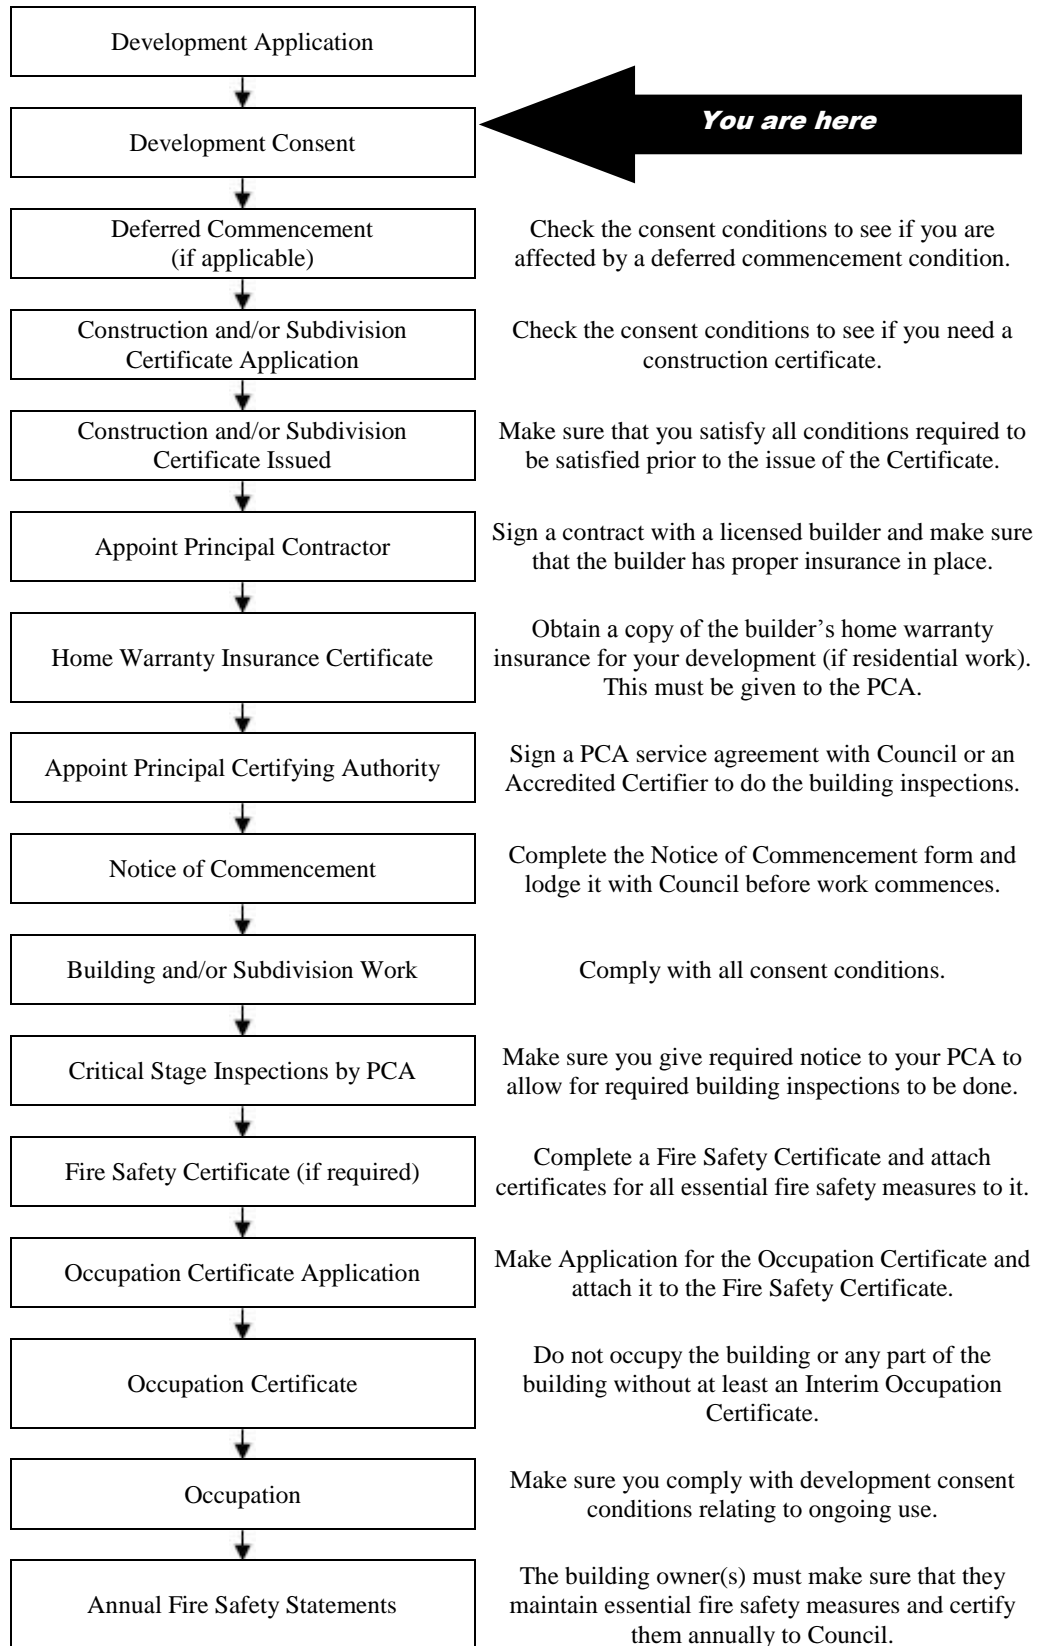 Development Application
Development Consent
You are here
Deferred Commencement
(if applicable)
Check the consent conditions to see if you are
affected by a deferred commencement condition.
Construction and/or Subdivision
Certificate Application
Check the consent conditions to see if you need a
construction certificate.
Construction and/or Subdivision
Certificate Issued
Make sure that you satisfy all conditions required to
be satisfied prior to the issue of the Certificate.
Appoint Principal Contractor
Sign a contract with a licensed builder and make sure
that the builder has proper insurance in place.
Home Warranty Insurance Certificate
Obtain a copy of the builder’s home warranty
insurance for your development (if residential work).
This must be given to the PCA.
Appoint Principal Certifying Authority
Sign a PCA service agreement with Council or an
Accredited Certifier to do the building inspections.
Notice of Commencement
Complete the Notice of Commencement form and
lodge it with Council before work commences.
Building and/or Subdivision Work
Comply with all consent conditions.
Critical Stage Inspections by PCA
Make sure you give required notice to your PCA to
allow for required building inspections to be done.
Fire Safety Certificate (if required)
Complete a Fire Safety Certificate and attach
certificates for all essential fire safety measures to it.
Occupation Certificate Application
Make Application for the Occupation Certificate and
attach it to the Fire Safety Certificate.
Occupation Certificate
Do not occupy the building or any part of the
building without at least an Interim Occupation
Certificate.
Occupation
Make sure you comply with development consent
conditions relating to ongoing use.
Annual Fire Safety Statements
The building owner(s) must make sure that they
maintain essential fire safety measures and certify
them annually to Council.